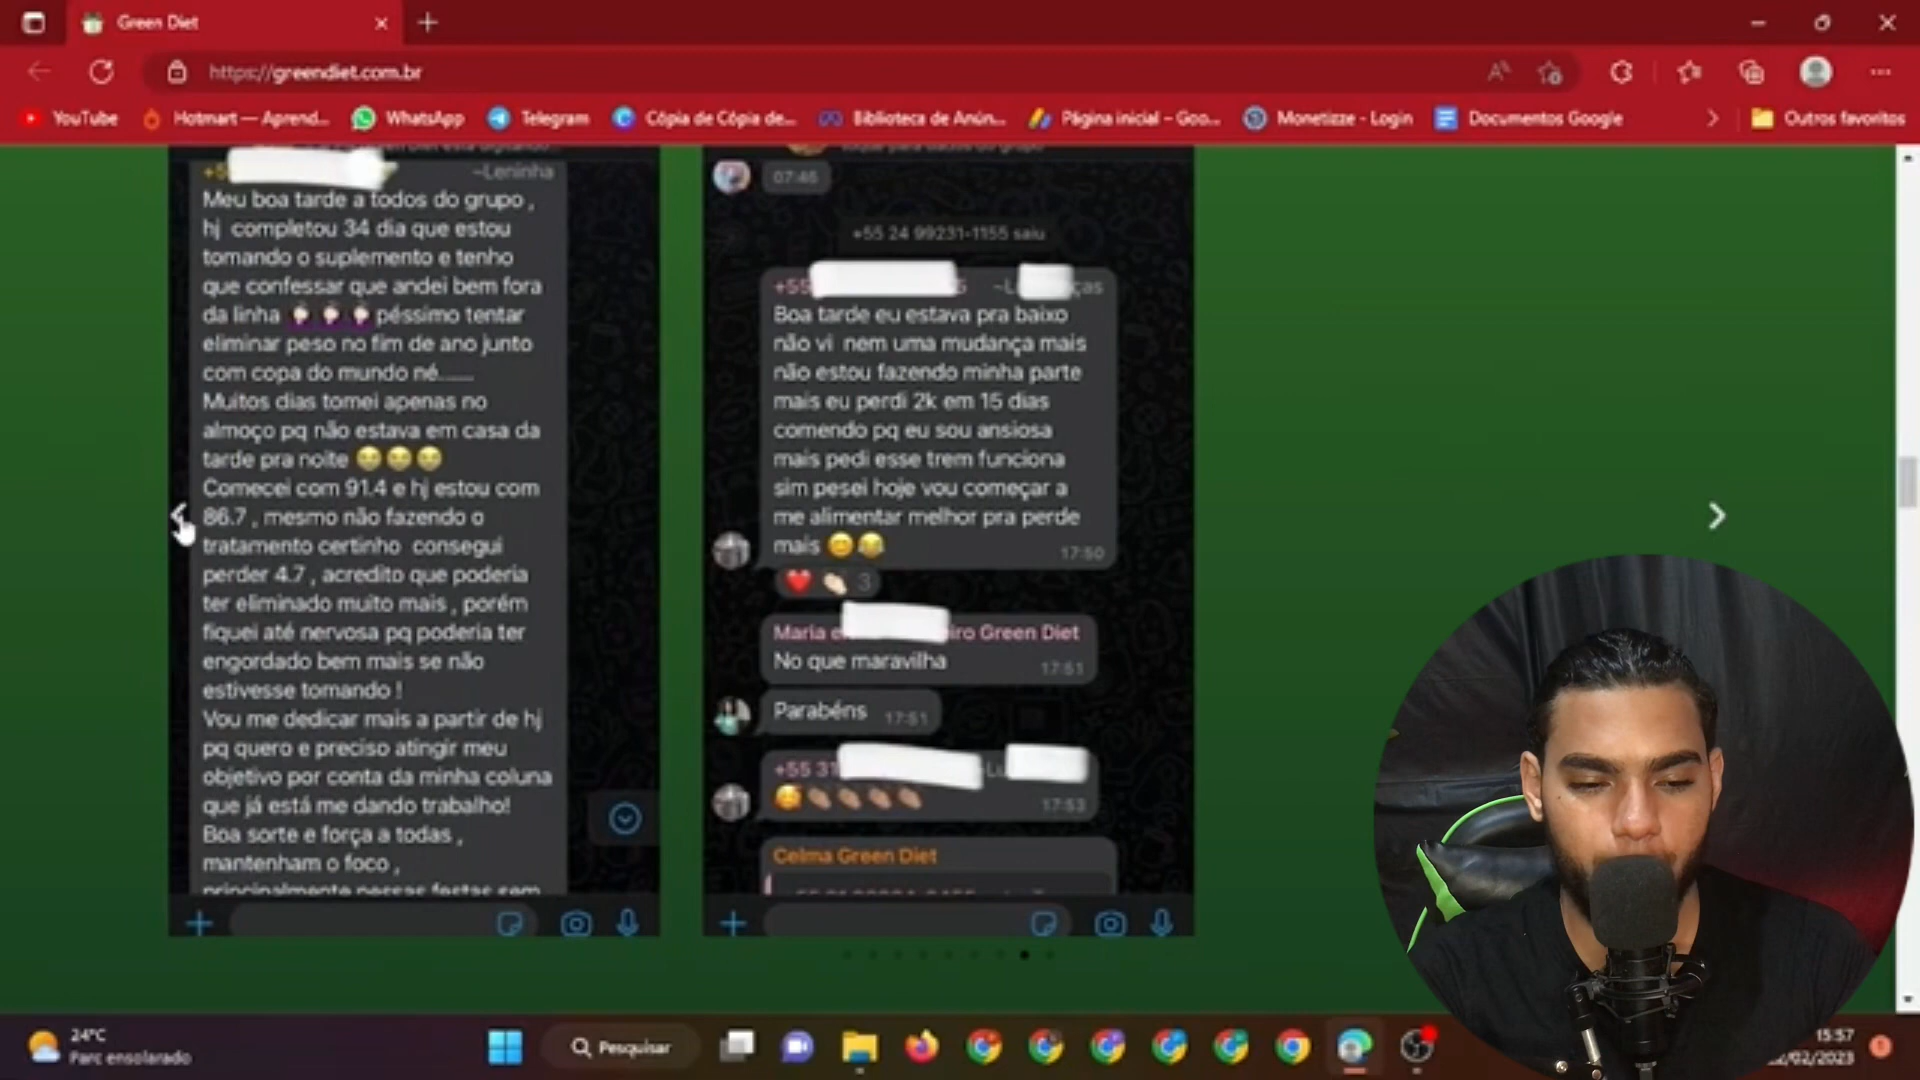 Green Diet
https://greendiet.com.br
YouTube
Hotmart — Aprend...
WhatsApp
Telegram
Cópia de Cópia de...
Biblioteca de Anún...
Página inicial – Goo...
Monetizze - Login
Documentos Google
Outros favoritos
~Leninha
Meu boa tarde a todos do grupo ,
hj completou 34 dia que estou
tomando o suplemento e tenho
que confessar que andei bem fora
da linha 🤦🏻‍♀️🤦🏻‍♀️🤦🏻‍♀️ péssimo tentar
eliminar peso no fim de ano junto
com copa do mundo né.......
Muitos dias tomei apenas no
almoço pq não estava em casa da
tarde pra noite 😂😂😂
Comecei com 91.4 e hj estou com
86.7 , mesmo não fazendo o
tratamento certinho consegui
perder 4.7 , acredito que poderia
ter eliminado muito mais , porém
fiquei até nervosa pq poderia ter
engordado bem mais se não
estivesse tomando !
Vou me dedicar mais a partir de hj
pq quero e preciso atingir meu
objetivo por conta da minha coluna
que já está me dando trabalho!
Boa sorte e força a todas ,
mantenham o foco ,
principalmente nessas festas sem
07:46
+55 24 99231-1155 saiu
+55
Boa tarde eu estava pra baixo
não vi nem uma mudança mais
não estou fazendo minha parte
mais eu perdi 2k em 15 dias
comendo pq eu sou ansiosa
mais pedi esse trem funciona
sim pesei hoje vou começar a
me alimentar melhor pra perde
mais 😊😂
17:50
❤️👏🏻 3
Maria
iro Green Diet
No que maravilha
17:51
Parabéns 17:51
+55 31
🥰👏🏽👏🏽👏🏽👏🏽 17:53
Celma Green Diet
24°C
Parc ensolarado
Pesquisar
15:57
/02/2023